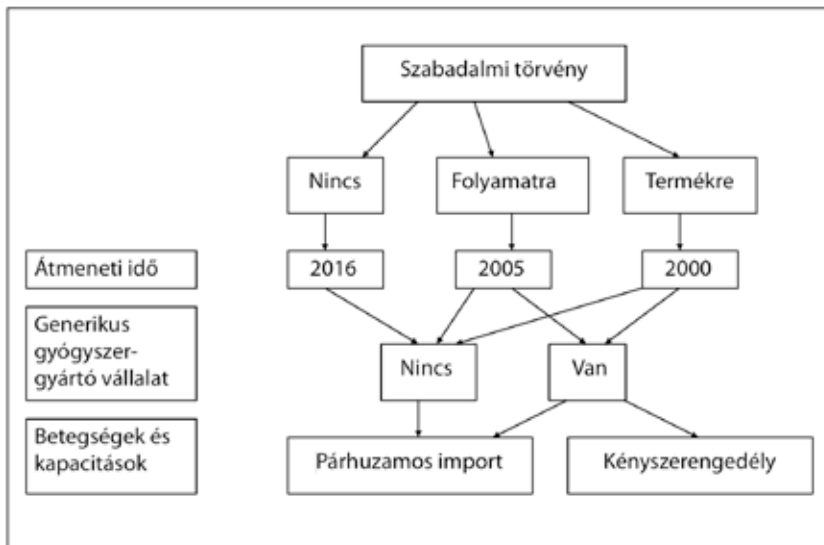 Szabadalmi törvény
Nincs
Folyamatra
Termékre
Átmeneti idő
2016
2005
2000
Generikus
gyógyszer-
gyártó vállalat
Nincs
Van
Betegségek és
kapacitások
Párhuzamos import
Kényszerengedély